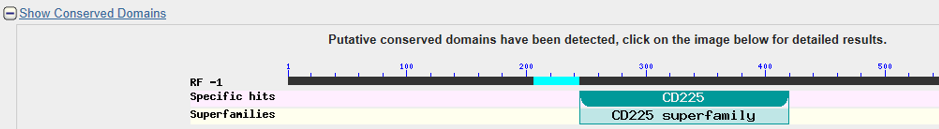 Show Conserved Domains
Putative conserved domains have been detected, click on the image below for detailed results.
1 100 200 300 400 500
RF -1
Specific hits CD225
Superfamilies CD225 superfamily